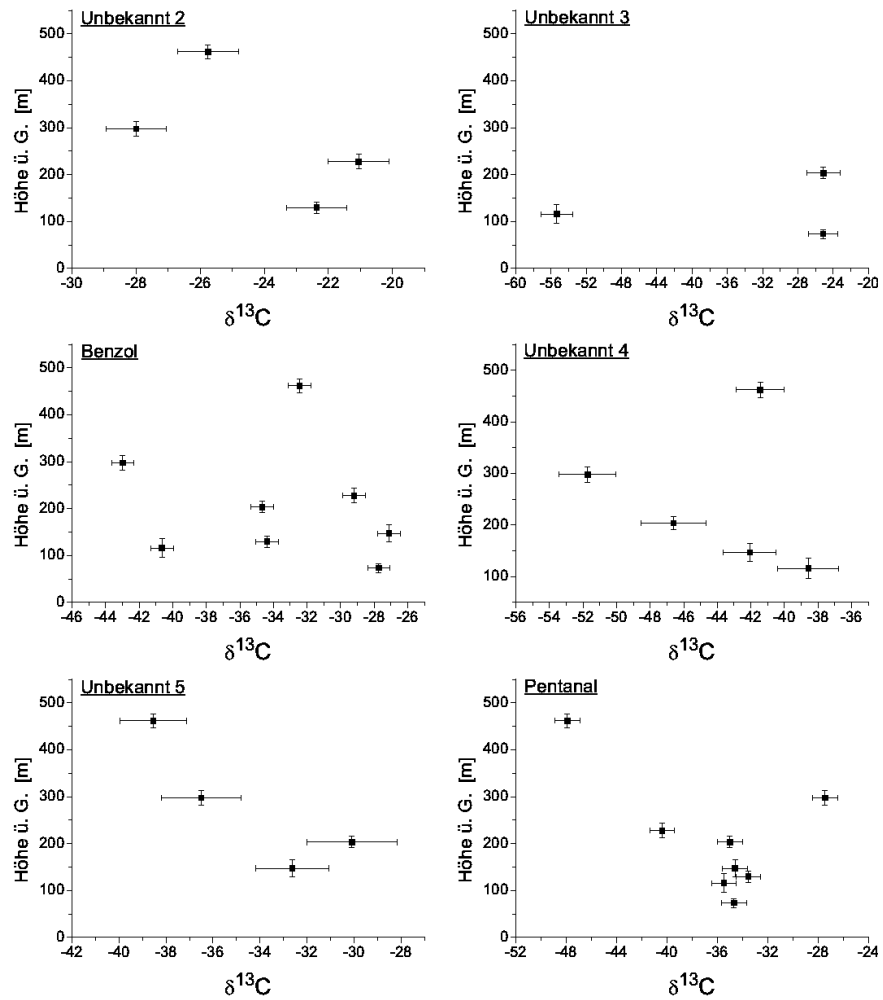 Unbekannt 2
500
400
300
200
100
0
Höhe ü. G. [m]
-30 -28 -26 -24 -22 -20
δ¹³C
Unbekannt 3
500
400
300
200
100
0
Höhe ü. G. [m]
-60 -56 -52 -48 -44 -40 -36 -32 -28 -24 -20
δ¹³C
Benzol
500
400
300
200
100
0
Höhe ü. G. [m]
-46 -44 -42 -40 -38 -36 -34 -32 -30 -28 -26
δ¹³C
Unbekannt 4
500
400
300
200
100
Höhe ü. G. [m]
-56 -54 -52 -50 -48 -46 -44 -42 -40 -38 -36
δ¹³C
Unbekannt 5
500
400
300
200
100
0
Höhe ü. G. [m]
-42 -40 -38 -36 -34 -32 -30 -28
δ¹³C
Pentanal
500
400
300
200
100
0
Höhe ü. G. [m]
-52 -48 -44 -40 -36 -32 -28 -24
δ¹³C